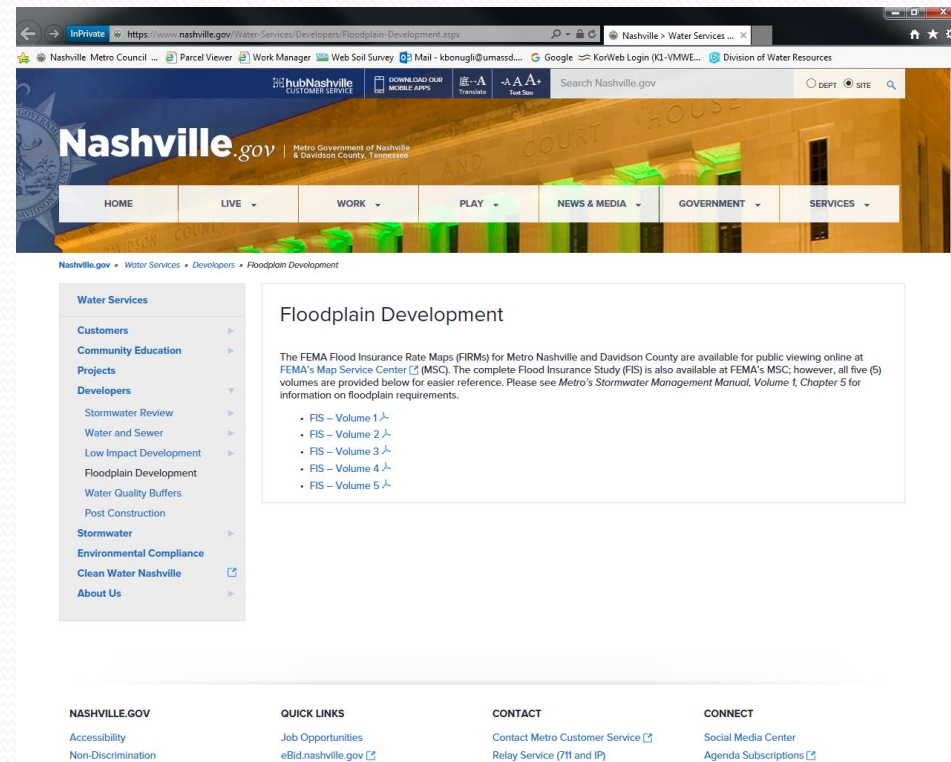 InPrivate https://www.nashville.gov/Water-Services/Developers/Floodplain-Development.aspx Nashville > Water Services ...
Nashville Metro Council ... Parcel Viewer Work Manager Web Soil Survey Mail - kbonugli@umassd.... Google KorWeb Login (K1-VMWE... Division of Water Resources
hubNashville
CUSTOMER SERVICE
DOWNLOAD OUR
MOBILE APPS
Translate
-A A A+
Text Size
Search Nashville.gov
DEPT SITE
COURT HOUSE
Nashville.gov
Metro Government of Nashville
& Davidson County, Tennessee
HOME LIVE WORK PLAY NEWS & MEDIA GOVERNMENT SERVICES
Nashville.gov » Water Services » Developers » Floodplain Development
Water Services
Customers
Community Education
Projects
Developers
Stormwater Review
Water and Sewer
Low Impact Development
Floodplain Development
Water Quality Buffers
Post Construction
Stormwater
Environmental Compliance
Clean Water Nashville
About Us
Floodplain Development
The FEMA Flood Insurance Rate Maps (FIRMs) for Metro Nashville and Davidson County are available for public viewing online at
FEMA's Map Service Center (MSC). The complete Flood Insurance Study (FIS) is also available at FEMA's MSC; however, all five (5)
volumes are provided below for easier reference. Please see Metro's Stormwater Management Manual, Volume 1, Chapter 5 for
information on floodplain requirements.
• FIS – Volume 1
• FIS – Volume 2
• FIS – Volume 3
• FIS – Volume 4
• FIS – Volume 5
NASHVILLE.GOV
Accessibility
Non-Discrimination
QUICK LINKS
Job Opportunities
eBid.nashville.gov
CONTACT
Contact Metro Customer Service
Relay Service (711 and IP)
CONNECT
Social Media Center
Agenda Subscriptions